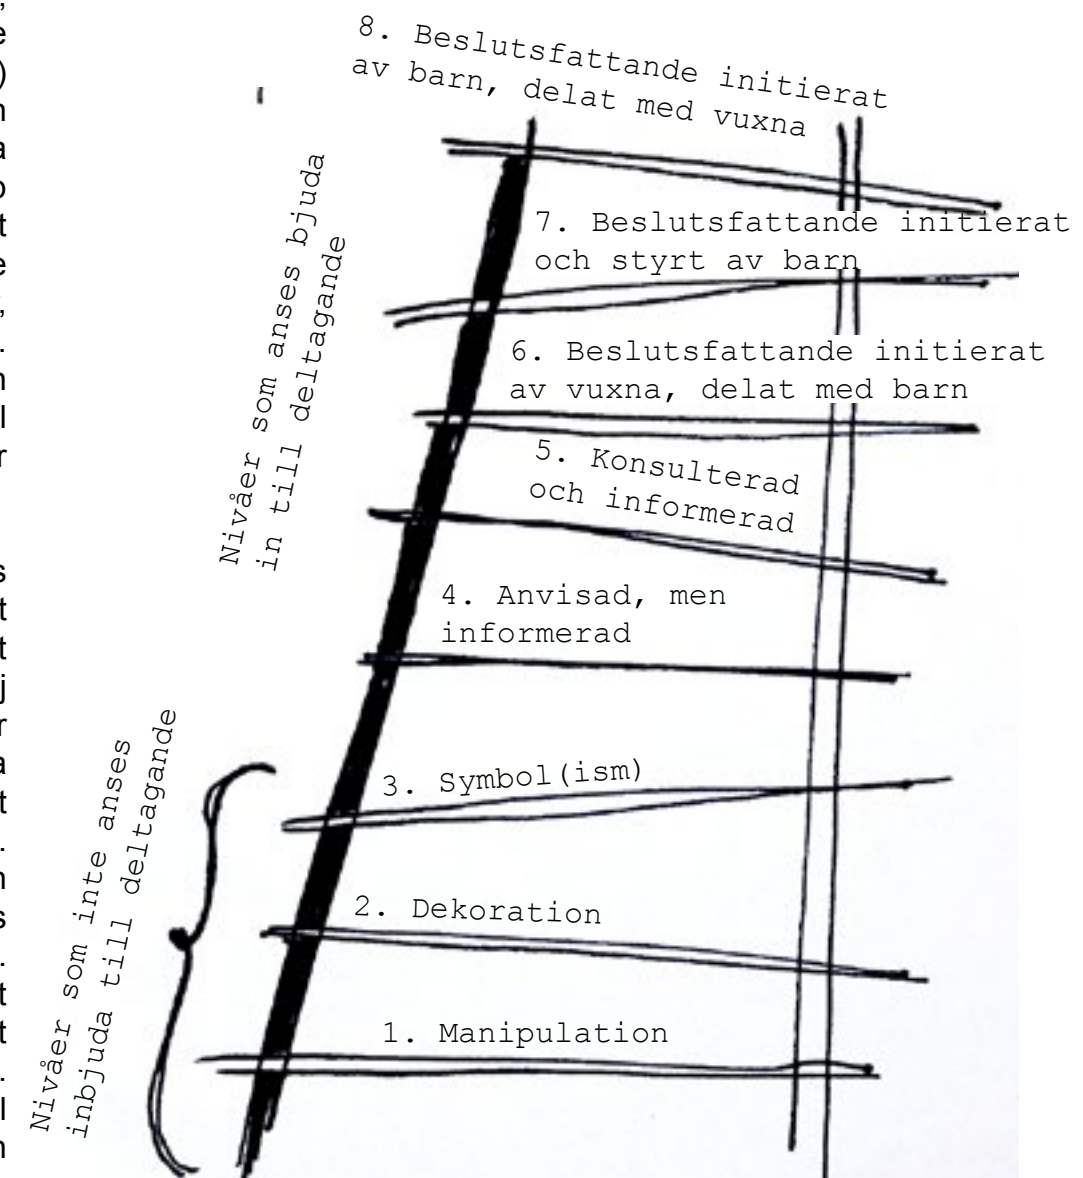 8. Beslutsfattande initierat
av barn, delat med vuxna
7. Beslutsfattande initierat
och styrt av barn
6. Beslutsfattande initierat
av vuxna, delat med barn
5. Konsulterad
och informerad
4. Anvisad, men
informerad
3. Symbol(ism)
2. Dekoration
1. Manipulation
Nivåer som anses bjuda
in till deltagande
Nivåer som inte anses
inbjuda till deltagande